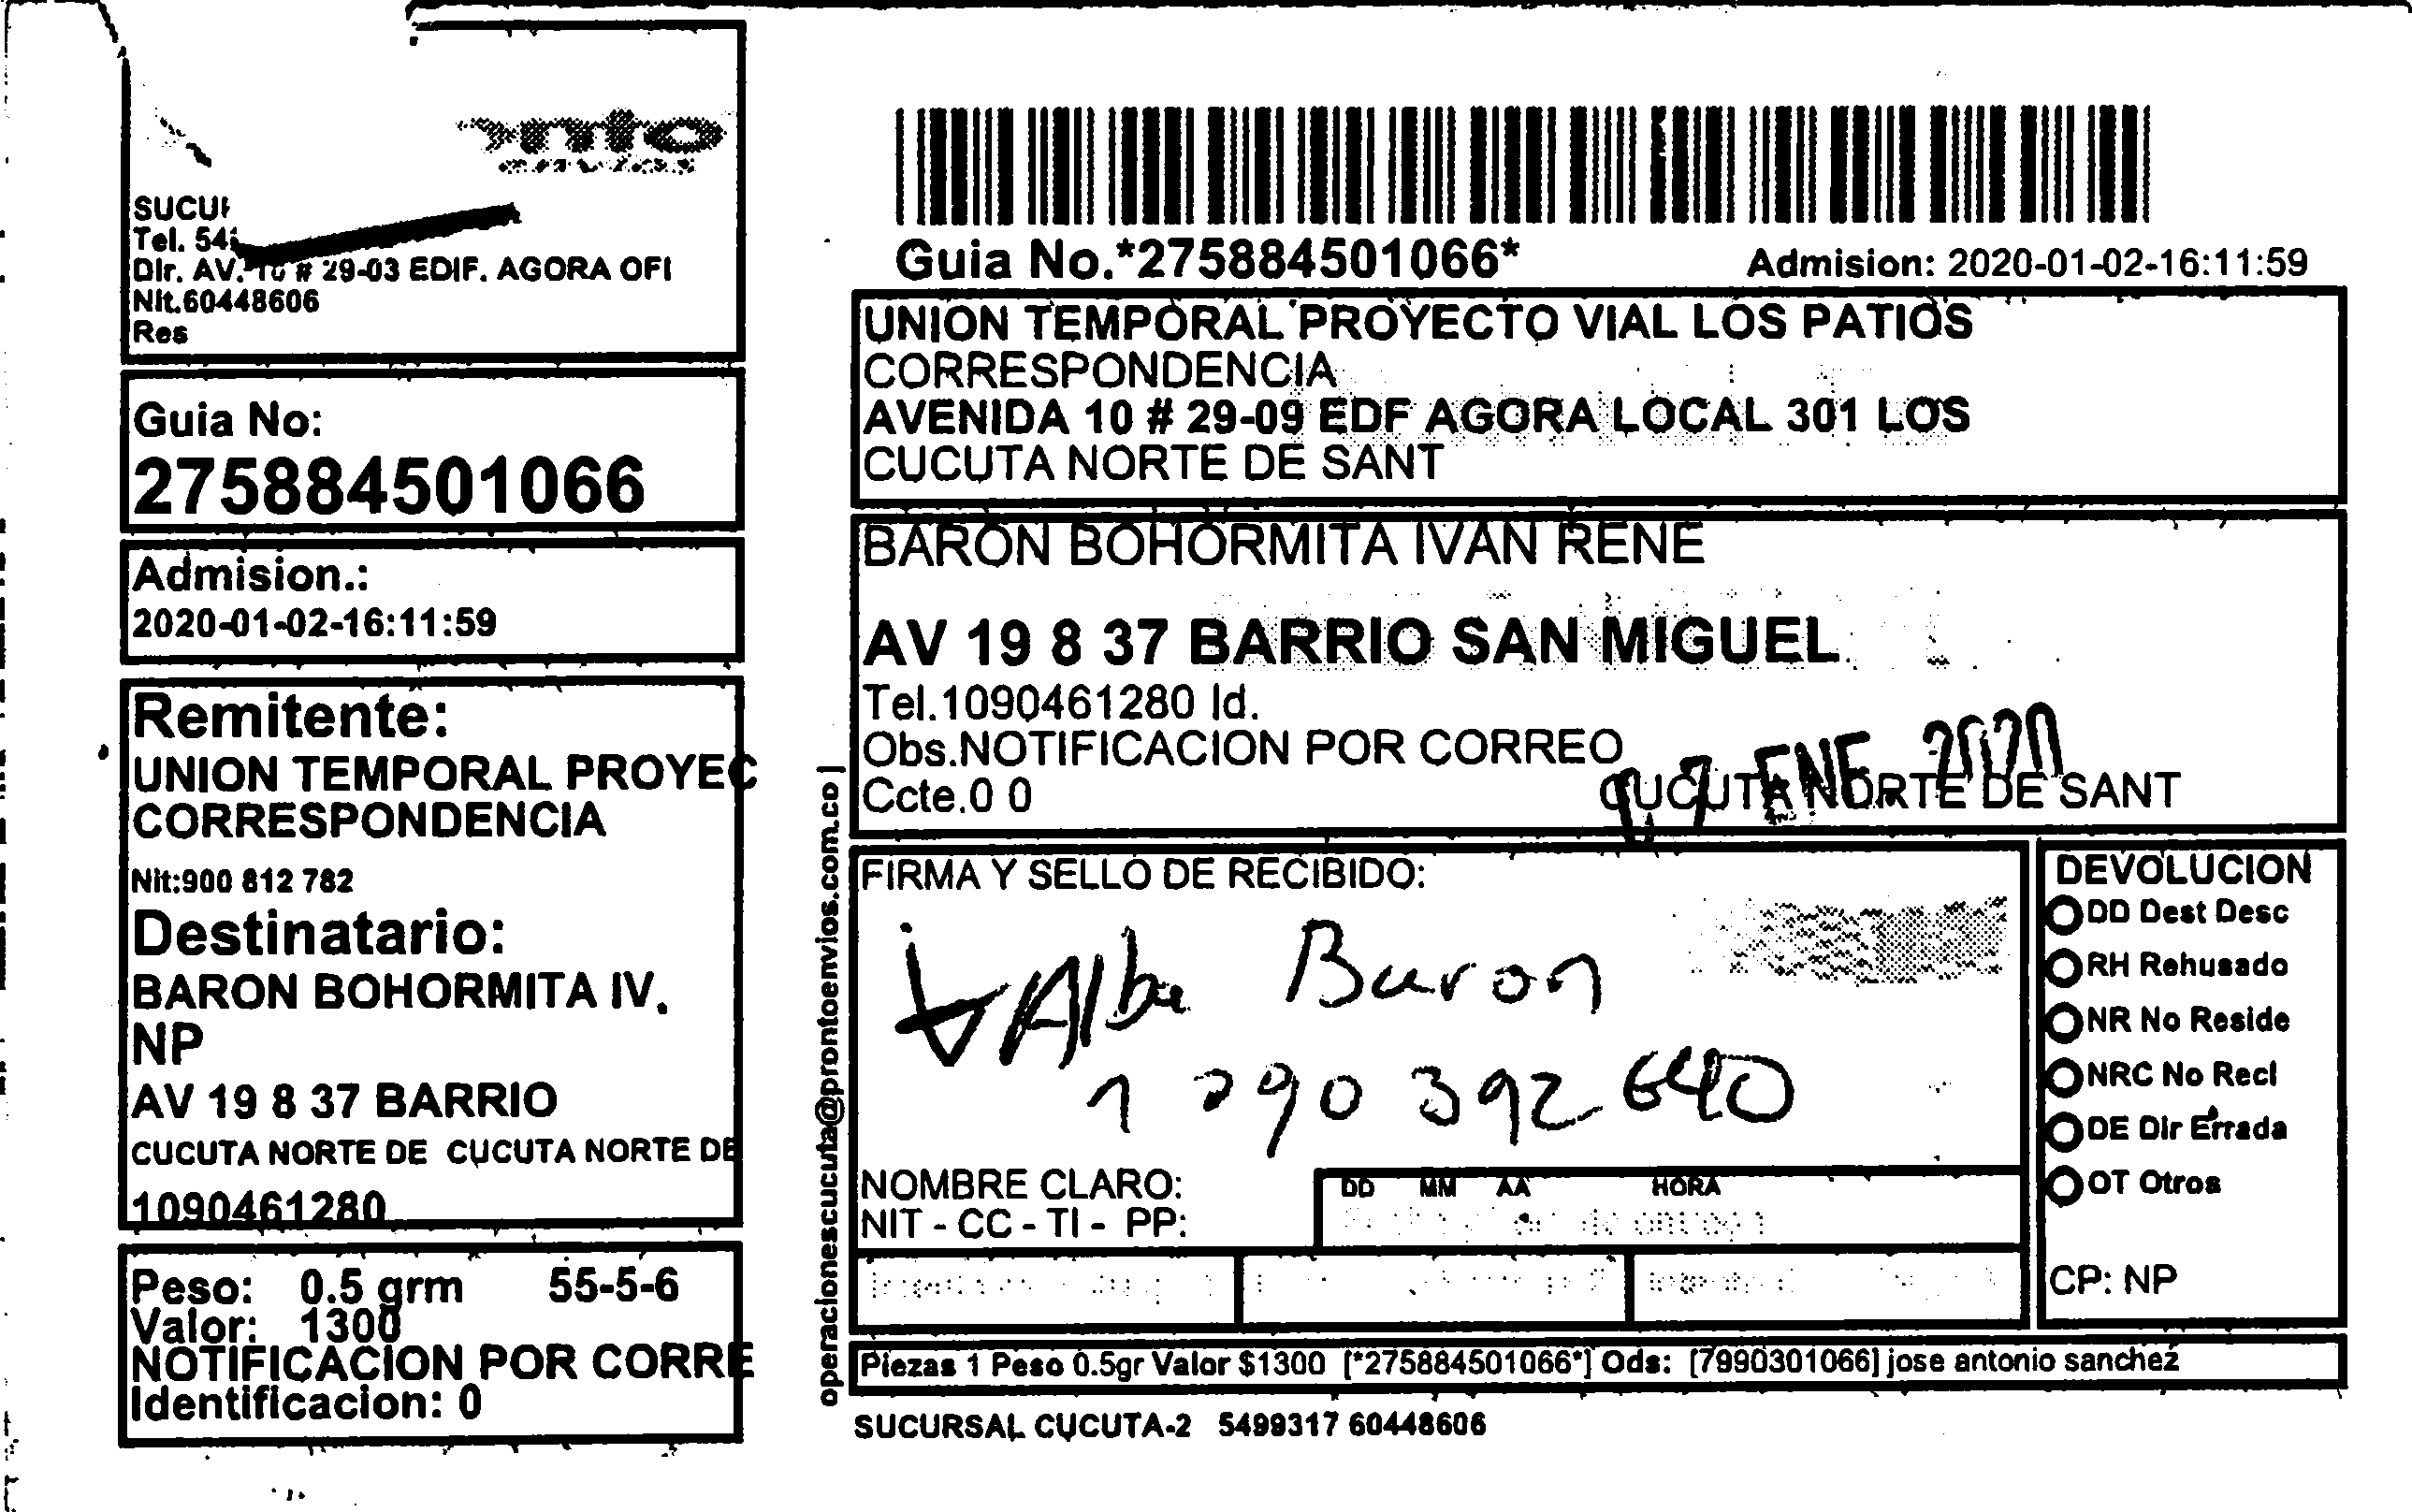 SUCUR
Tel. 54
Dir. AV. 10 # 29-03 EDIF. AGORA OFI
Nit.60448606
Res
Guia No:
275884501066
Admision.:
2020-01-02-16:11:59
Remitente:
UNION TEMPORAL PROYEC
CORRESPONDENCIA
Nit:900 812 782
Destinatario:
BARON BOHORMITA IV.
NP
AV 19 8 37 BARRIO
CUCUTA NORTE DE CUCUTA NORTE DE
1090461280
Peso: 0.5 grm 55-5-6
Valor: 1300
NOTIFICACION POR CORRE
Identificacion: 0
operacionescucuta@prontoenvios.com.co ]
Guia No.*275884501066*
Admision: 2020-01-02-16:11:59
UNION TEMPORAL PROYECTO VIAL LOS PATIOS
CORRESPONDENCIA
AVENIDA 10 # 29-09 EDF AGORA LOCAL 301 LOS
CUCUTA NORTE DE SANT
BARON BOHORMITA IVAN RENE
AV 19 8 37 BARRIO SAN MIGUEL
Tel.1090461280 Id.
Obs.NOTIFICACION POR CORREO
ENE 2020
Ccte.0 0
CUCUTA NORTE DE SANT
FIRMA Y SELLO DE RECIBIDO:
Alba Baron
1090392640
NOMBRE CLARO:
NIT - CC - TI - PP:
DD MM AA HORA
DEVOLUCION
DD Dest Desc
RH Rehusado
NR No Reside
NRC No Recl
DE Dir Errada
OT Otros
CP: NP
Piezas 1 Peso 0.5gr Valor $1300 [*275884501066*] Ods: [7990301066] jose antonio sanchez
SUCURSAL CUCUTA-2 5499317 60448606